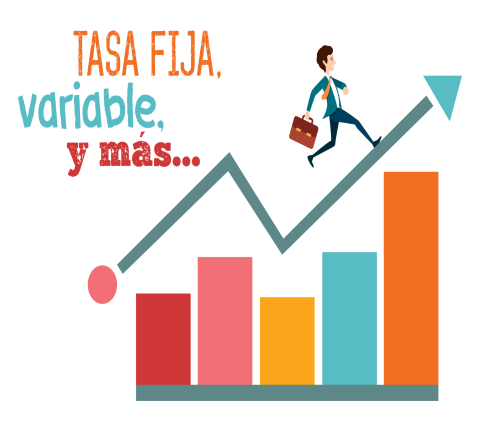 TASA FIJA,
variable,
y más...